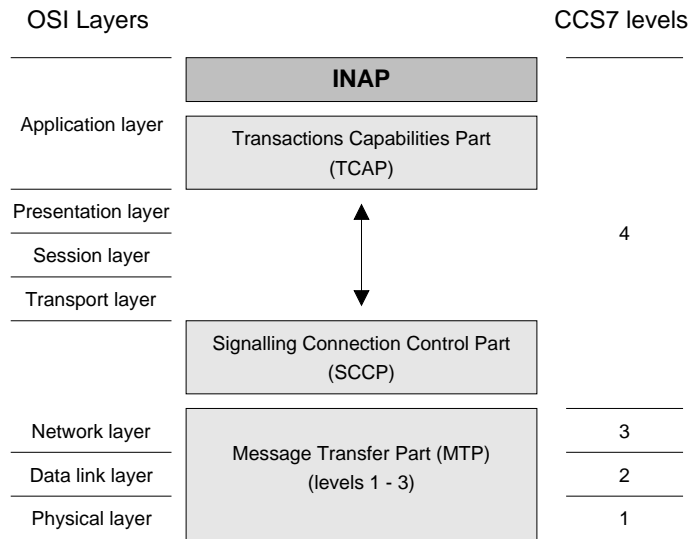 OSI Layers
CCS7 levels
INAP
Application layer
Transactions Capabilities Part
(TCAP)
Presentation layer
Session layer
Transport layer
4
Signalling Connection Control Part
(SCCP)
Network layer
Data link layer
Physical layer
Message Transfer Part (MTP)
(levels 1 - 3)
3
2
1